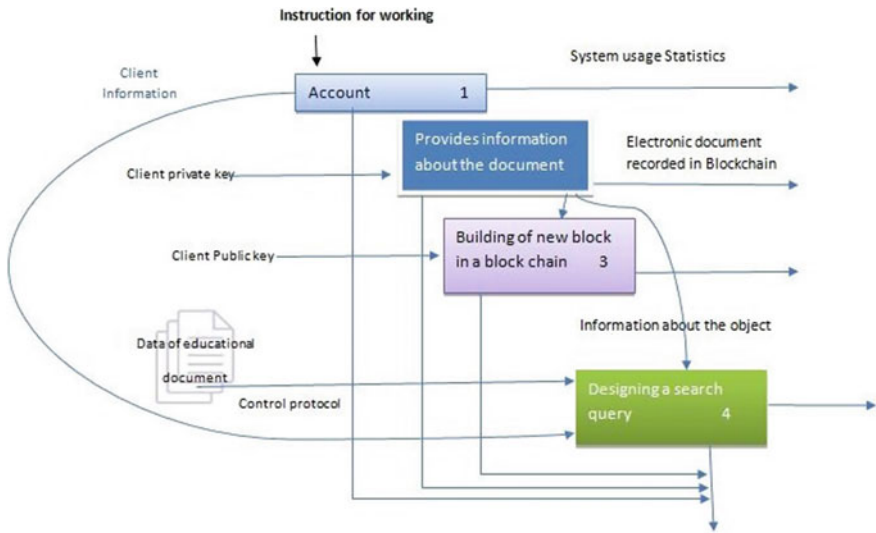 Instruction for working
System usage Statistics
Client
Information
Account 1
Provides information
about the document
Electronic document
recorded in Blockchain
Client private key
Building of new block
in a block chain 3
Client Publickey
Information about the object
Data of educational
document
Control protocol
Designing a search
query 4